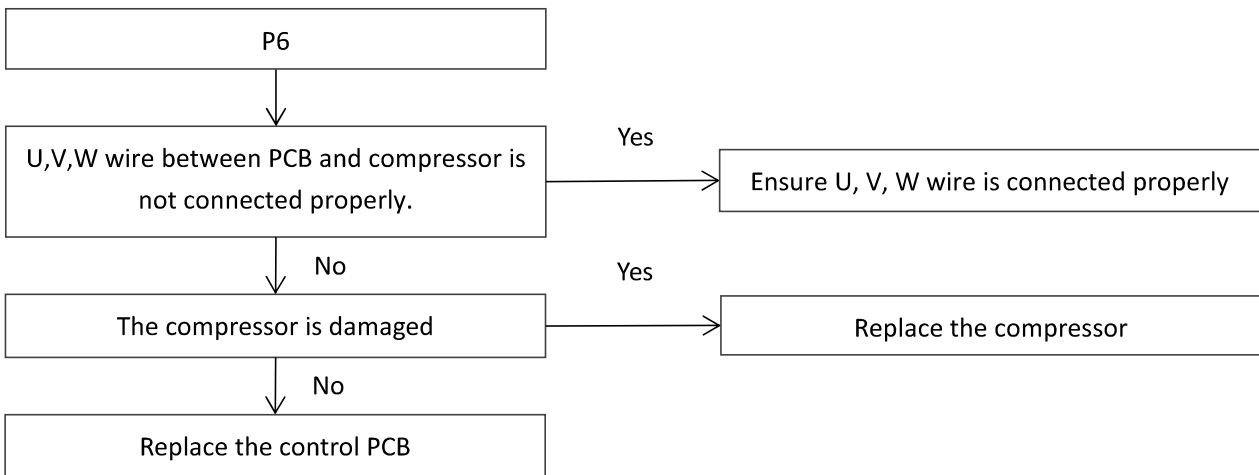 P6
U,V,W wire between PCB and compressor is
not connected properly.
Yes
Ensure U, V, W wire is connected properly
No
The compressor is damaged
Yes
Replace the compressor
No
Replace the control PCB